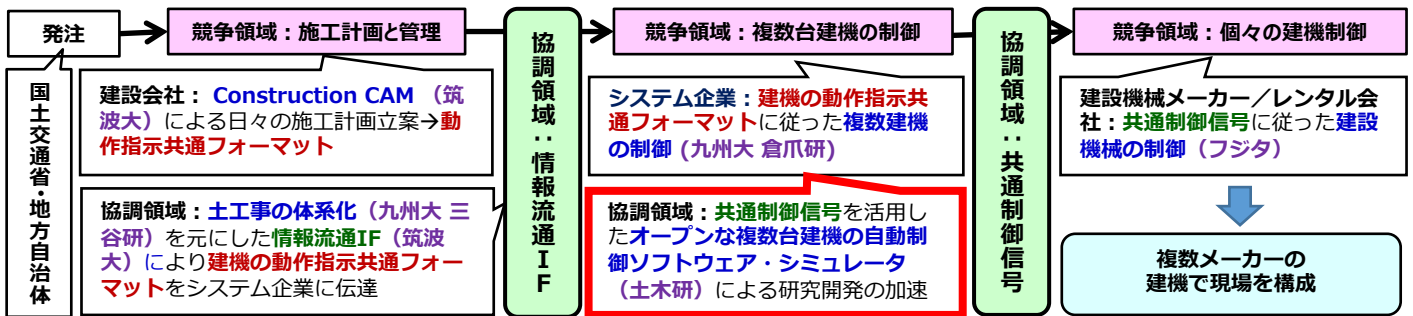 発注
国土交通省・地方自治体
競争領域：施工計画と管理
建設会社： Construction CAM （筑
波大）による日々の施工計画立案→動
作指示共通フォーマット
協調領域：土工事の体系化（九州大 三
谷研）を元にした情報流通IF（筑波
大）により建機の動作指示共通フォー
マットをシステム企業に伝達
協調領域：情報流通IF
競争領域：複数台建機の制御
システム企業：建機の動作指示共
通フォーマットに従った複数建機
の制御 (九州大 倉爪研)
協調領域：共通制御信号を活用し
たオープンな複数台建機の自動制
御ソフトウェア・シミュレータ
（土木研）による研究開発の加速
協調領域：共通制御信号
競争領域：個々の建機制御
建設機械メーカー／レンタル会
社：共通制御信号に従った建設
機械の制御（フジタ）
複数メーカーの
建機で現場を構成